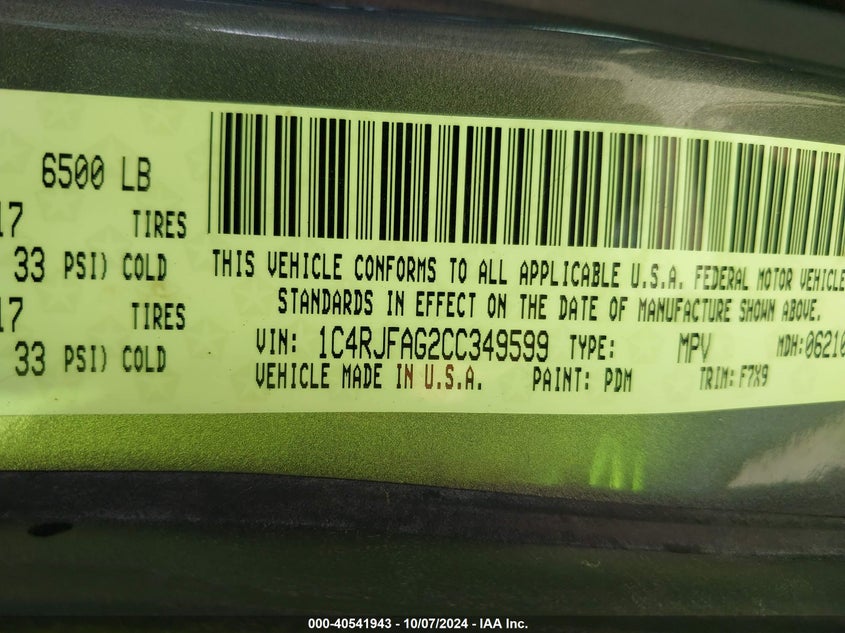 6500 LB
17 TIRES
33 PSI) COLD
17 TIRES
33 PSI) COLD
THIS VEHICLE CONFORMS TO ALL APPLICABLE U.S.A. FEDERAL MOTOR VEHICLE
STANDARDS IN EFFECT ON THE DATE OF MANUFACTURE SHOWN ABOVE.
VIN: 1C4RJFAG2CC349599 TYPE: MPV MDH:06210
VEHICLE MADE IN U.S.A. PAINT: PDM TRIM: F7X9
000-40541943 - 10/07/2024 - IAA Inc.